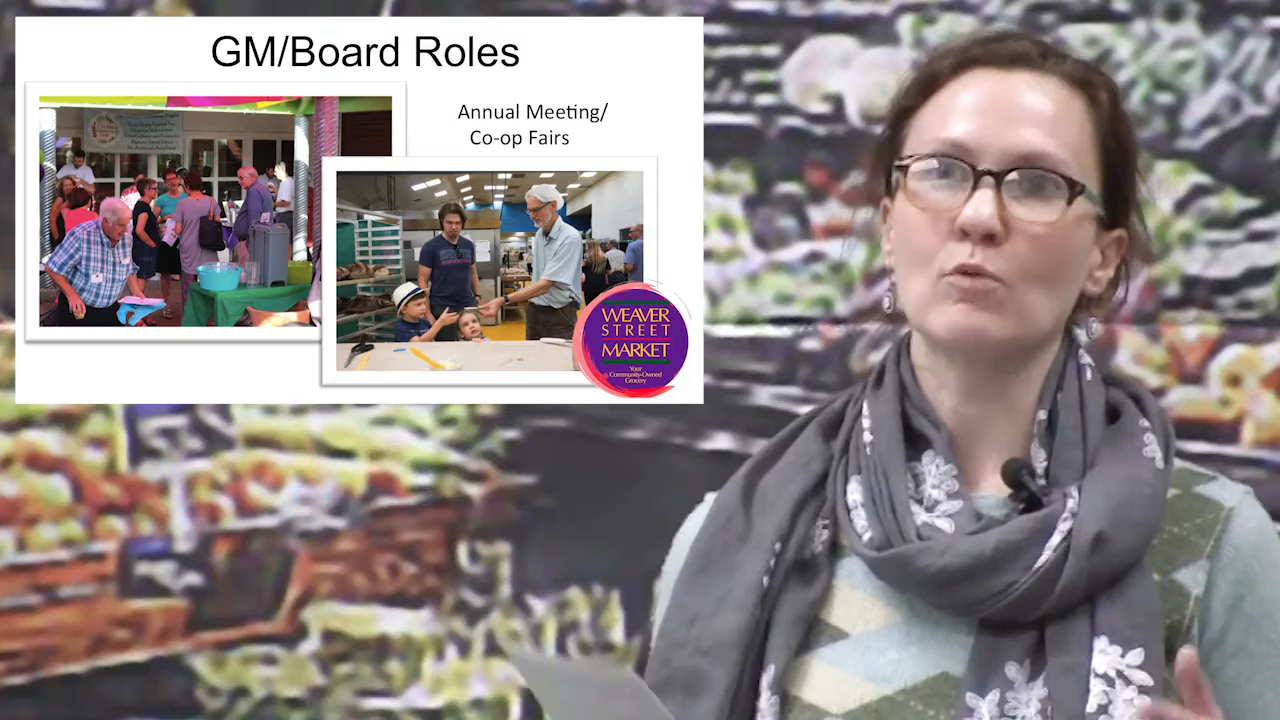 GM/Board Roles
Annual Meeting/
Co-op Fairs
WEAVER
STREET
MARKET
Your
Community-Owned
Grocery